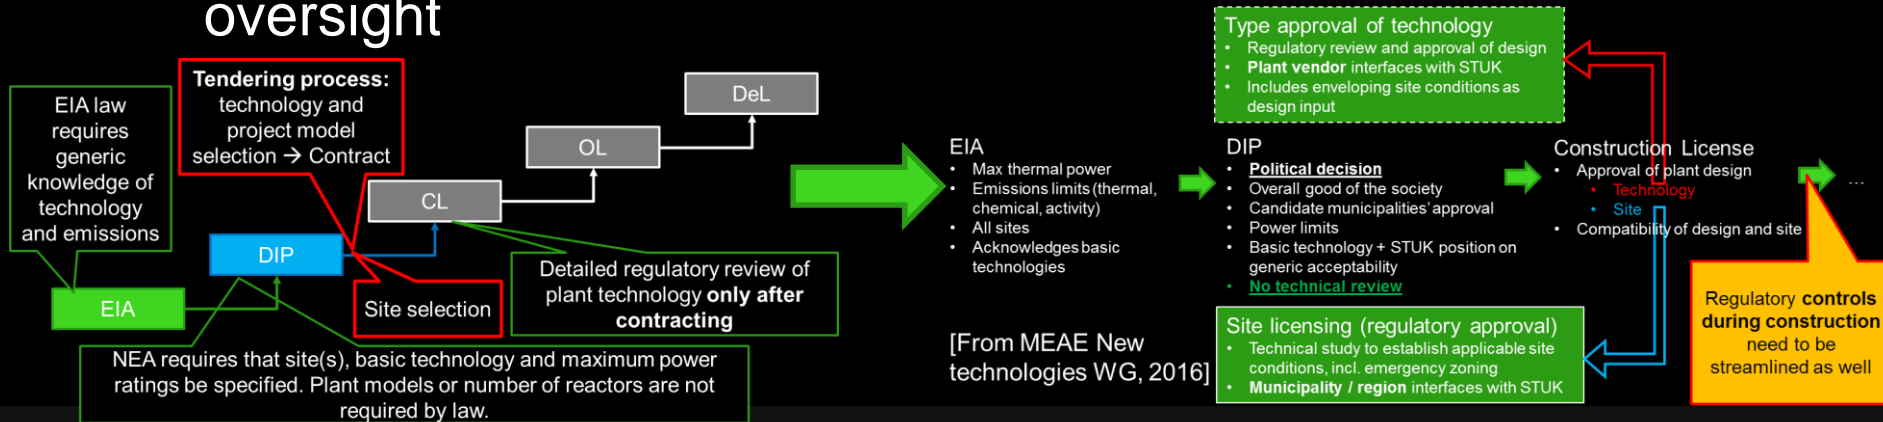 oversight
EIA law
requires
generic
knowledge of
technology
and emissions
Tendering process:
technology and
project model
selection → Contract
DeL
OL
CL
DIP
EIA
Site selection
Detailed regulatory review of
plant technology only after
contracting
NEA requires that site(s), basic technology and maximum power
ratings be specified. Plant models or number of reactors are not
required by law.
EIA
• Max thermal power
• Emissions limits (thermal,
chemical, activity)
• All sites
• Acknowledges basic
technologies
[From MEAE New
technologies WG, 2016]
Type approval of technology
• Regulatory review and approval of design
• Plant vendor interfaces with STUK
• Includes enveloping site conditions as
design input
DIP
• Political decision
• Overall good of the society
• Candidate municipalities' approval
• Power limits
• Basic technology + STUK position on
generic acceptability
• No technical review
Site licensing (regulatory approval)
• Technical study to establish applicable site
conditions, incl. emergency zoning
• Municipality / region interfaces with STUK
Construction License
• Approval of plant design
• Technology
• Site
• Compatibility of design and site
...
Regulatory controls
during construction
need to be
streamlined as well